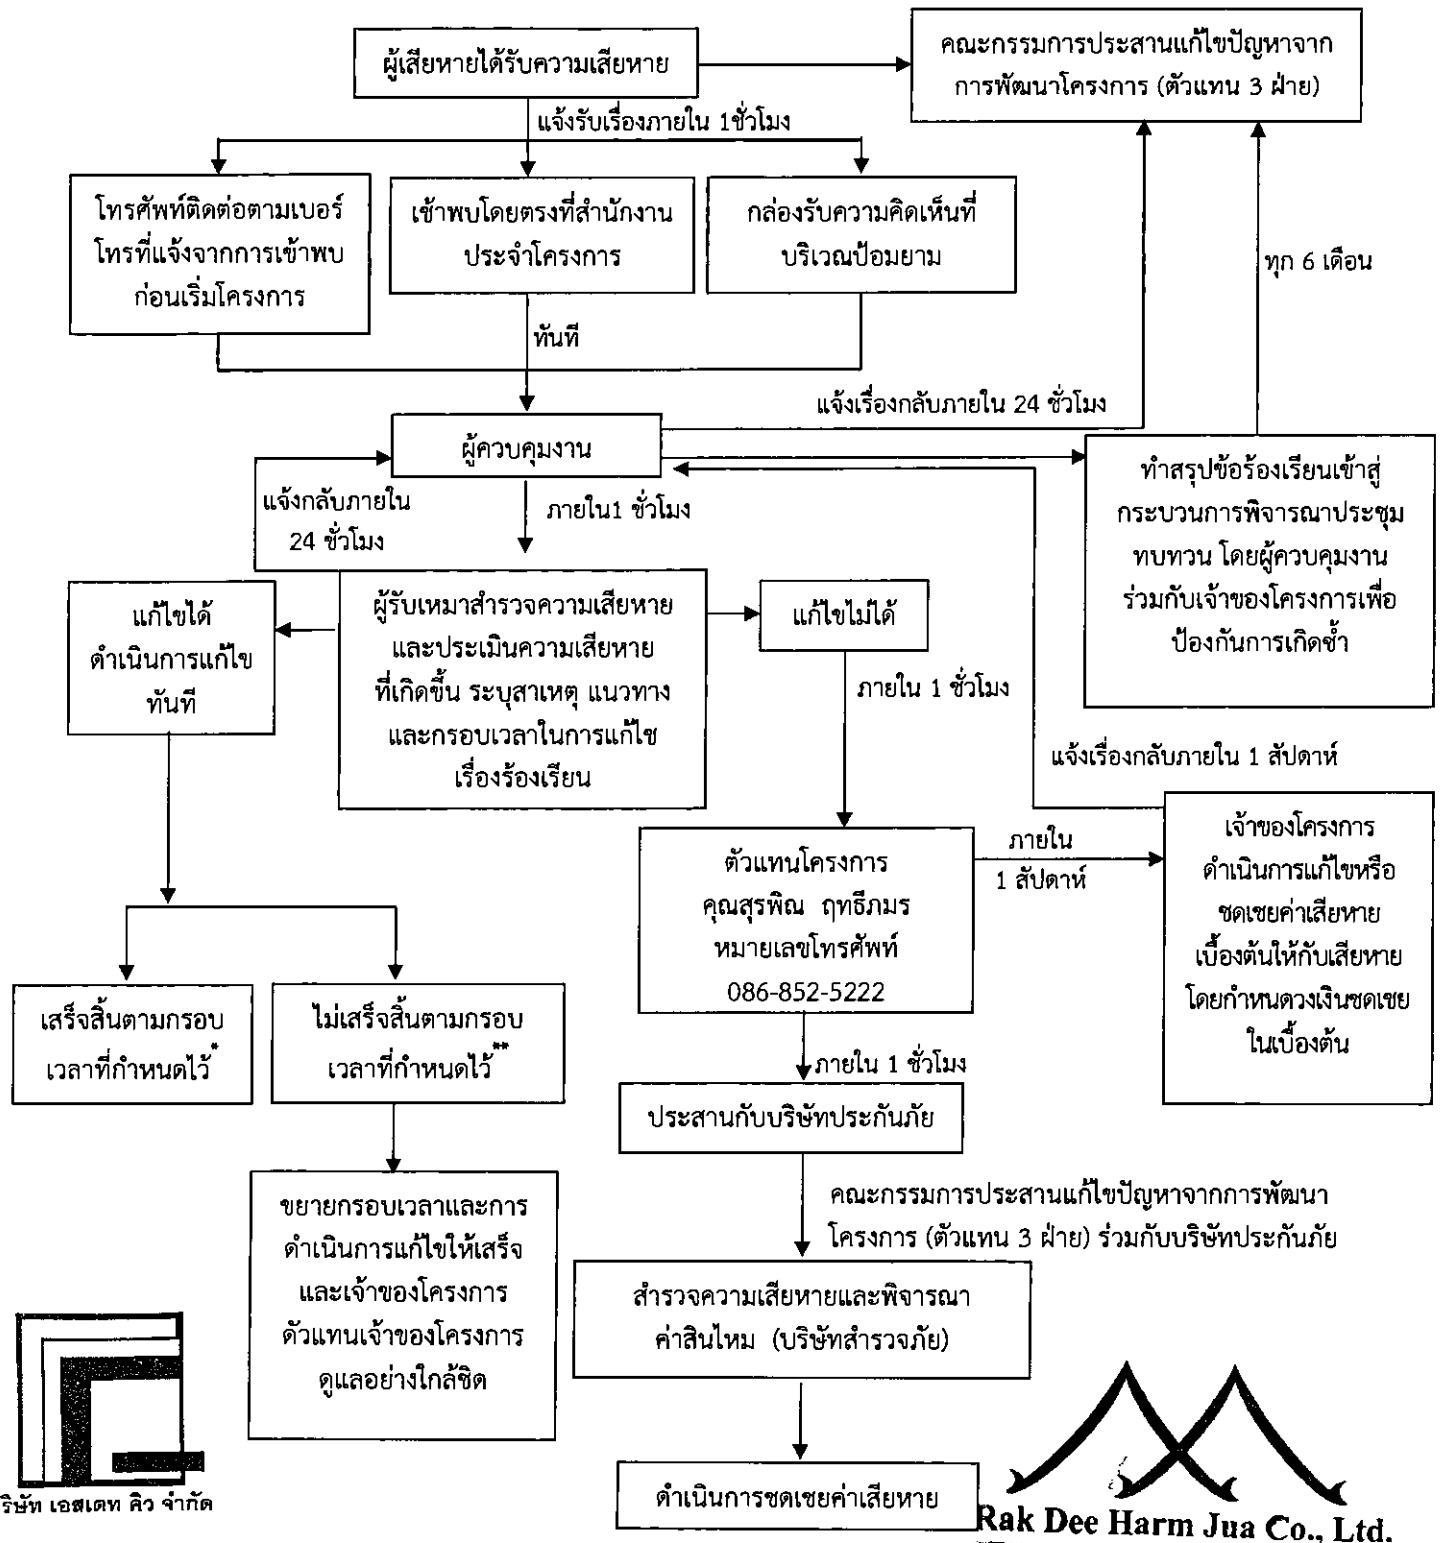 ผู้เสียหายได้รับความเสียหาย
คณะกรรมการประสานแก้ไขปัญหาจาก
การพัฒนาโครงการ (ตัวแทน 3 ฝ่าย)
แจ้งรับเรื่องภายใน 1ชั่วโมง
โทรศัพท์ติดต่อตามเบอร์
โทรที่แจ้งจากการเข้าพบ
ก่อนเริ่มโครงการ
เข้าพบโดยตรงที่สำนักงาน
ประจำโครงการ
กล่องรับความคิดเห็นที่
บริเวณป้อมยาม
ทุก 6 เดือน
ทันที
แจ้งเรื่องกลับภายใน 24 ชั่วโมง
ผู้ควบคุมงาน
แจ้งกลับภายใน
24 ชั่วโมง
ภายใน1 ชั่วโมง
ทำสรุปข้อร้องเรียนเข้าสู่
กระบวนการพิจารณาประชุม
ทบทวน โดยผู้ควบคุมงาน
ร่วมกับเจ้าของโครงการเพื่อ
ป้องกันการเกิดซ้ำ
แก้ไขได้
ดำเนินการแก้ไข
ทันที
ผู้รับเหมาสำรวจความเสียหาย
และประเมินความเสียหาย
ที่เกิดขึ้น ระบุสาเหตุ แนวทาง
และกรอบเวลาในการแก้ไข
เรื่องร้องเรียน
แก้ไขไม่ได้
ภายใน 1 ชั่วโมง
แจ้งเรื่องกลับภายใน 1 สัปดาห์
ตัวแทนโครงการ
คุณสุรพิณ ฤทธีภมร
หมายเลขโทรศัพท์
086-852-5222
ภายใน
1 สัปดาห์
เจ้าของโครงการ
ดำเนินการแก้ไขหรือ
ชดเชยค่าเสียหาย
เบื้องต้นให้กับเสียหาย
โดยกำหนดวงเงินชดเชย
ในเบื้องต้น
เสร็จสิ้นตามกรอบ
เวลาที่กำหนดไว้*
ไม่เสร็จสิ้นตามกรอบ
เวลาที่กำหนดไว้**
ภายใน 1 ชั่วโมง
ประสานกับบริษัทประกันภัย
คณะกรรมการประสานแก้ไขปัญหาจากการพัฒนา
โครงการ (ตัวแทน 3 ฝ่าย) ร่วมกับบริษัทประกันภัย
ขยายกรอบเวลาและการ
ดำเนินการแก้ไขให้เสร็จ
และเจ้าของโครงการ
ตัวแทนเจ้าของโครงการ
ดูแลอย่างใกล้ชิด
สำรวจความเสียหายและพิจารณา
ค่าสินไหม (บริษัทสำรวจภัย)
ดำเนินการชดเชยค่าเสียหาย
ริษัท เอสเตท คิว จำกัด
Rak Dee Harm Jua Co., Ltd.